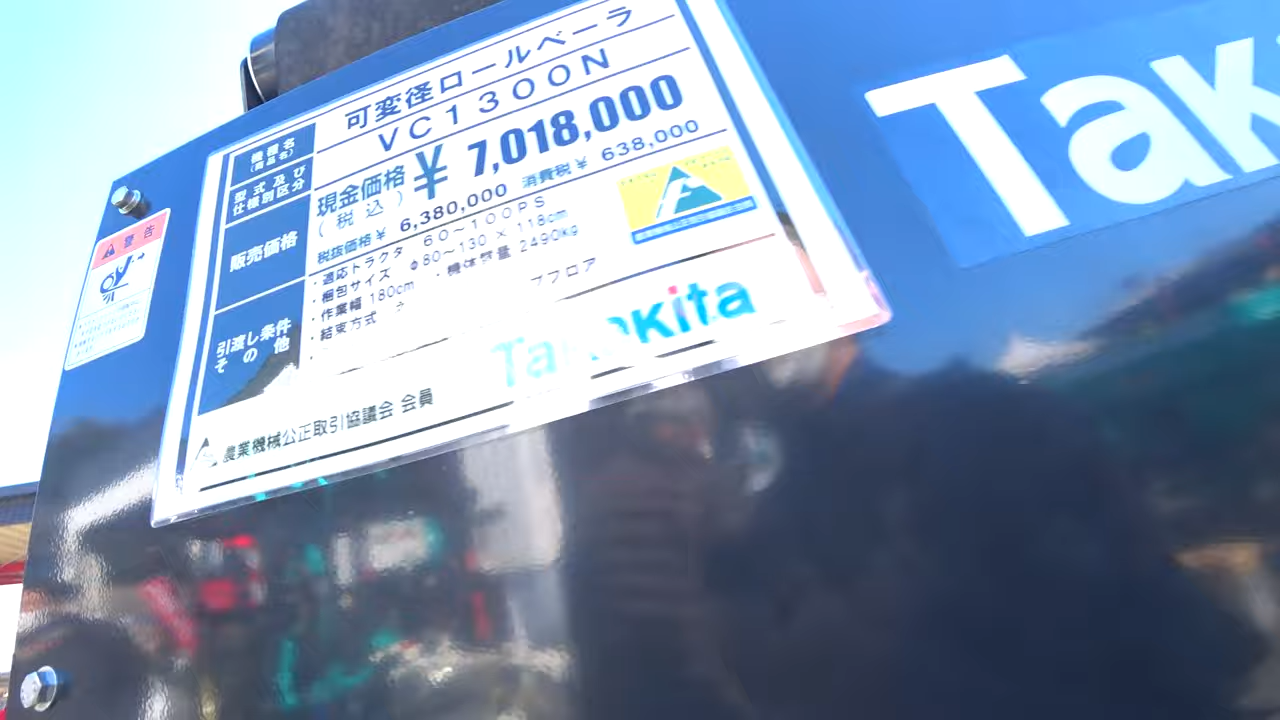 機種名
(商品名)
可変径ロールベーラ
型式及び
仕様別区分
VC1300N
販売価格
現金価格
(税込)
¥7,018,000
税抜価格¥ 6,380,000 消費税¥ 638,000
引渡し条件
その他
・適応トラクタ 60~100PS
・梱包サイズ Φ80~130 × 118cm
・作業幅 180cm ・機体質量 2490kg
・結束方式
Takita
農業機械公正取引協議会 会員
警告
Tak